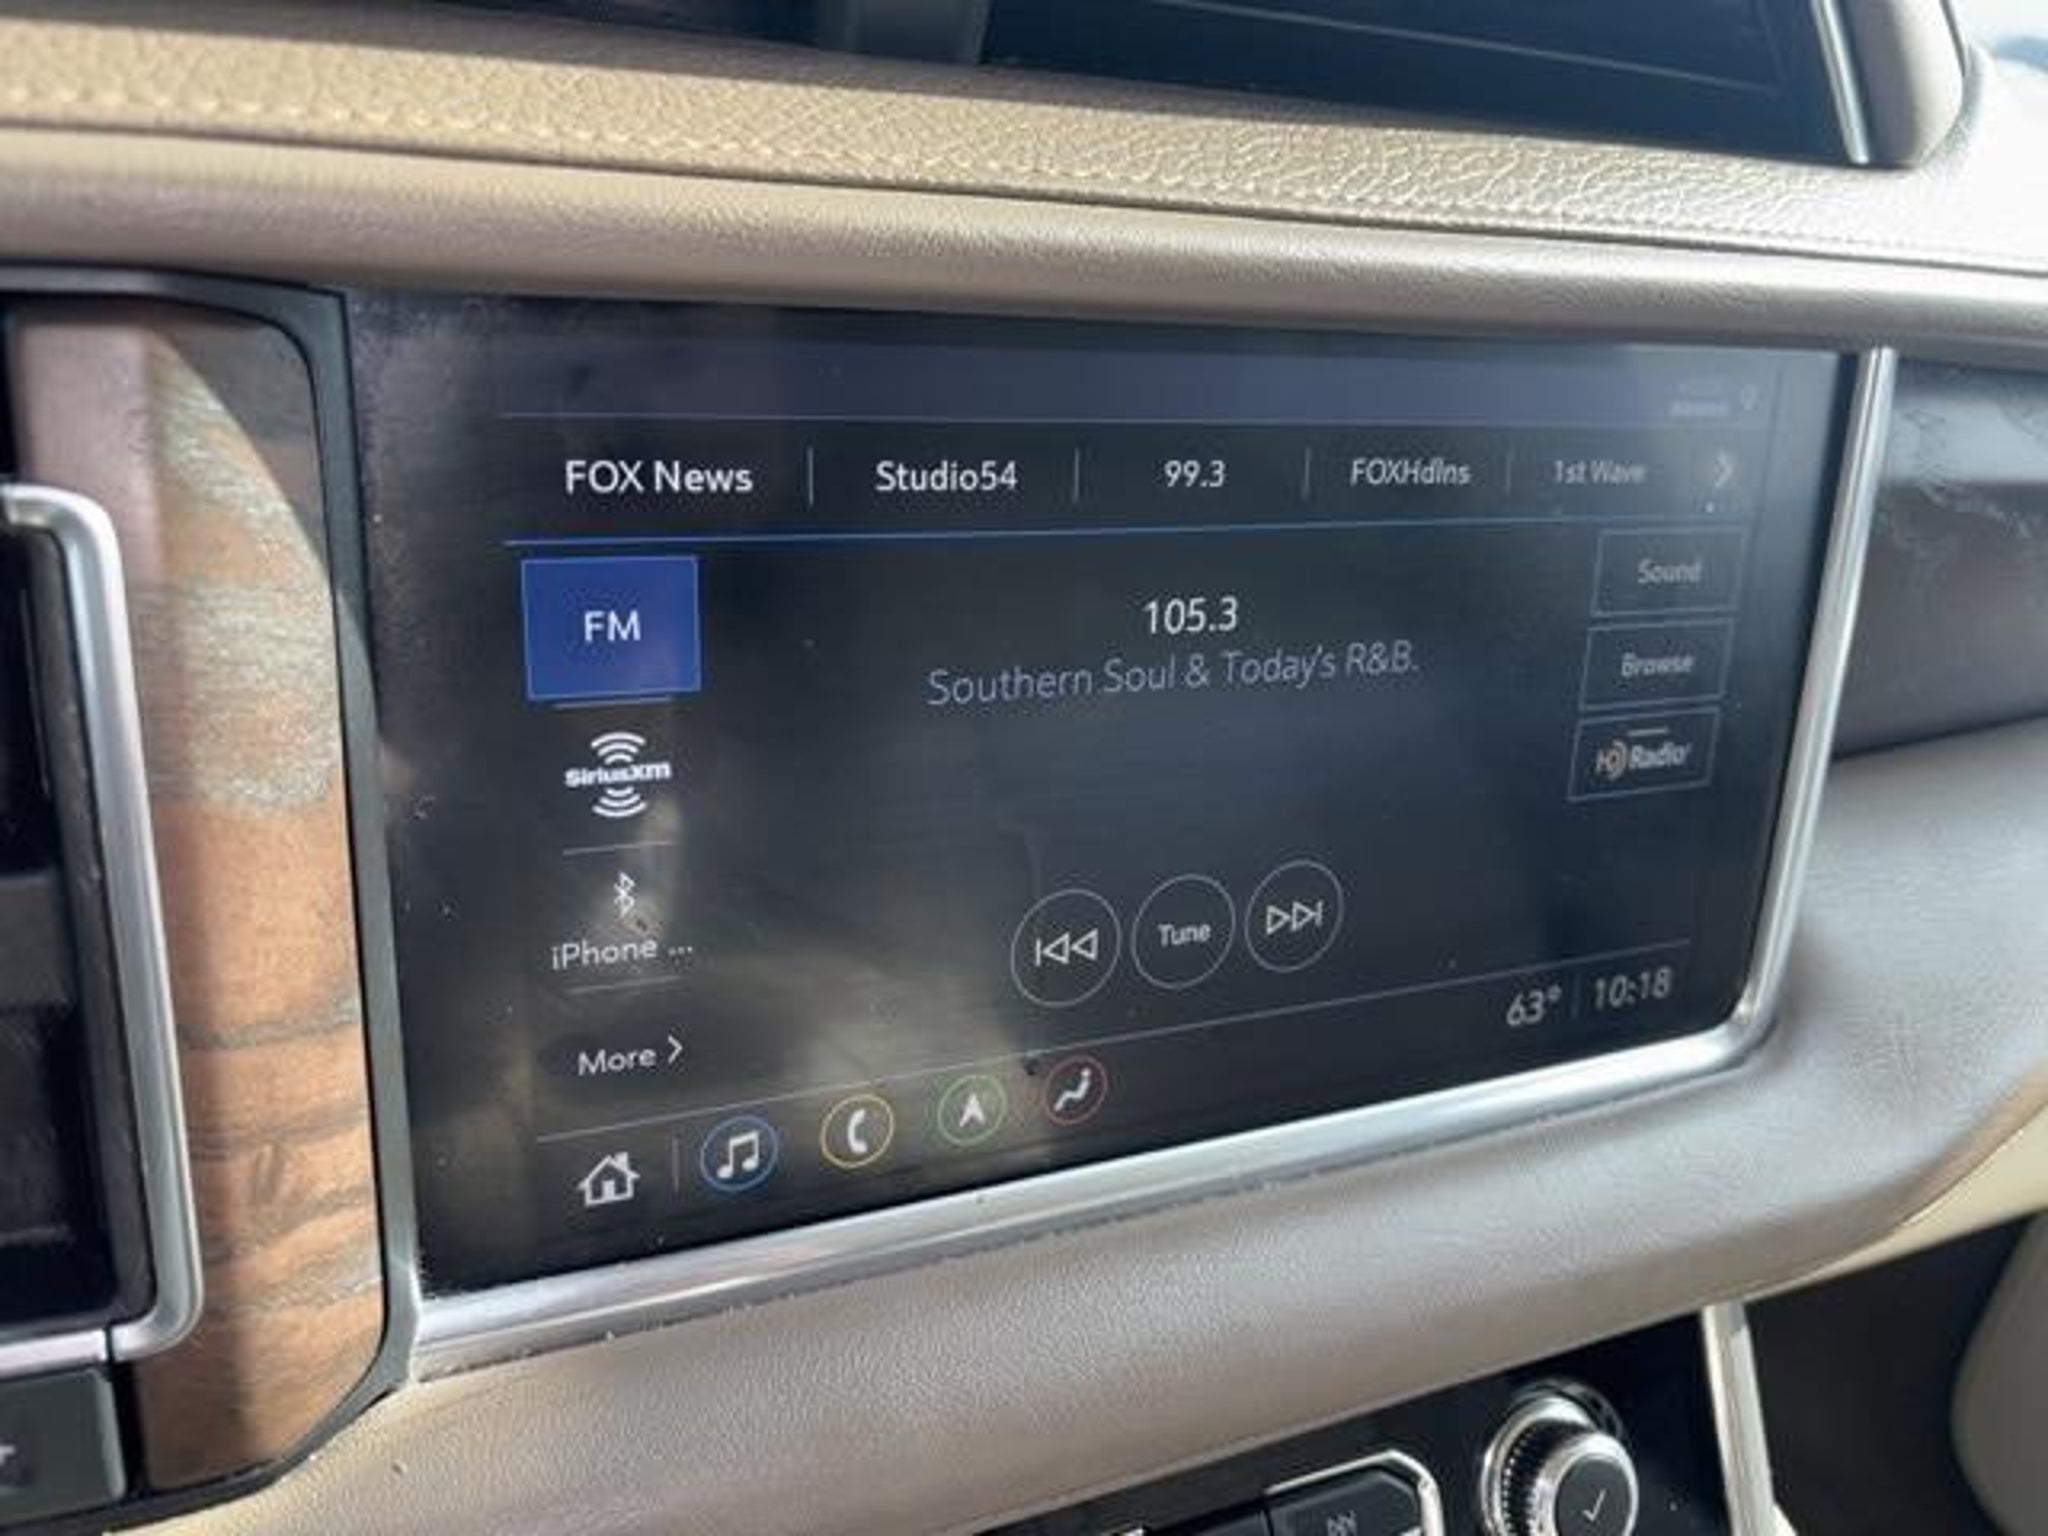 FOX News
Studio54
99.3
FOXHdlns
1st Wave
FM
105.3
Southern Soul & Today's R&B.
Sound
Browse
HD Radio
SiriusXM
iPhone ...
Tune
More
63° 10:18